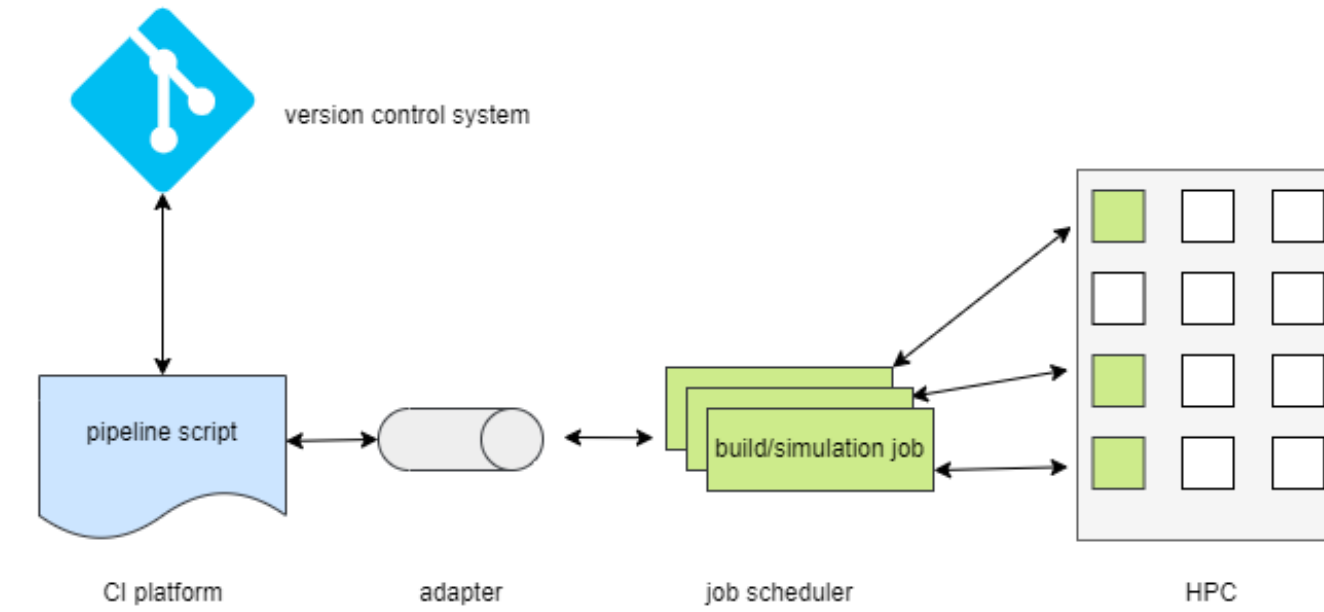 version control system
pipeline script
build/simulation job
CI platform
adapter
job scheduler
HPC